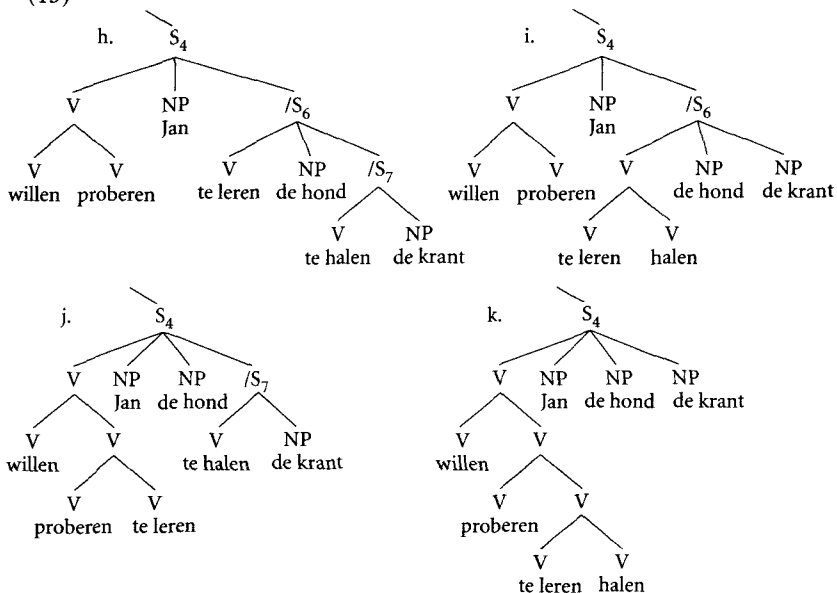 (15)
h. S4
V NP /S6
Jan
V V V NP /S7
willen proberen te leren de hond
V NP
te halen de krant
i. S4
V NP /S6
Jan
V V V NP NP
willen proberen de hond de krant
V V
te leren halen
j. S4
V NP NP /S7
Jan de hond
V V V NP
willen te halen de krant
V V
proberen te leren
k. S4
V NP NP NP
Jan de hond de krant
V V
willen
V V
proberen
V V
te leren halen